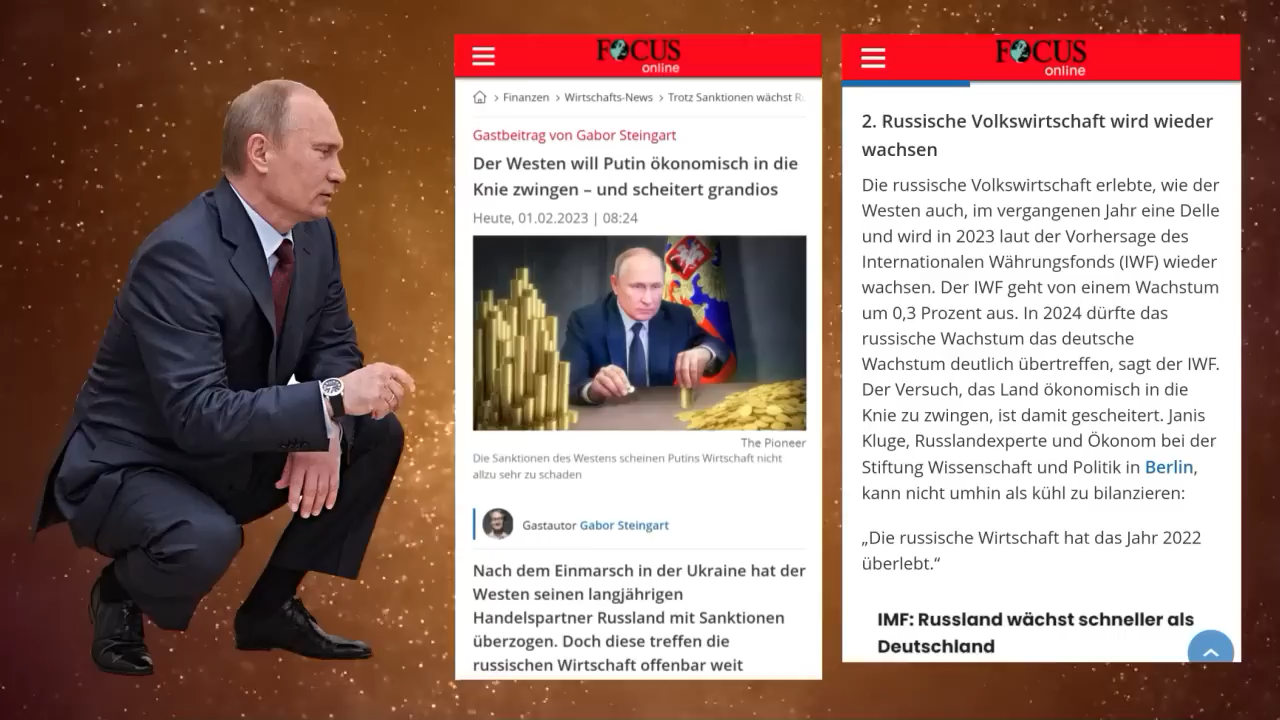 FOCUS
online
Finanzen > Wirtschafts-News > Trotz Sanktionen wächst R
Gastbeitrag von Gabor Steingart
Der Westen will Putin ökonomisch in die
Knie zwingen – und scheitert grandios
Heute, 01.02.2023 | 08:24
The Pioneer
Die Sanktionen des Westens scheinen Putins Wirtschaft nicht
allzu sehr zu schaden
Gastautor Gabor Steingart
Nach dem Einmarsch in der Ukraine hat der
Westen seinen langjährigen
Handelspartner Russland mit Sanktionen
überzogen. Doch diese treffen die
russischen Wirtschaft offenbar weit
FOCUS
online
2. Russische Volkswirtschaft wird wieder
wachsen
Die russische Volkswirtschaft erlebte, wie der
Westen auch, im vergangenen Jahr eine Delle
und wird in 2023 laut der Vorhersage des
Internationalen Währungsfonds (IWF) wieder
wachsen. Der IWF geht von einem Wachstum
um 0,3 Prozent aus. In 2024 dürfte das
russische Wachstum das deutsche
Wachstum deutlich übertreffen, sagt der IWF.
Der Versuch, das Land ökonomisch in die
Knie zu zwingen, ist damit gescheitert. Janis
Kluge, Russlandexperte und Ökonom bei der
Stiftung Wissenschaft und Politik in Berlin,
kann nicht umhin als kühl zu bilanzieren:
„Die russische Wirtschaft hat das Jahr 2022
überlebt.“
IMF: Russland wächst schneller als
Deutschland